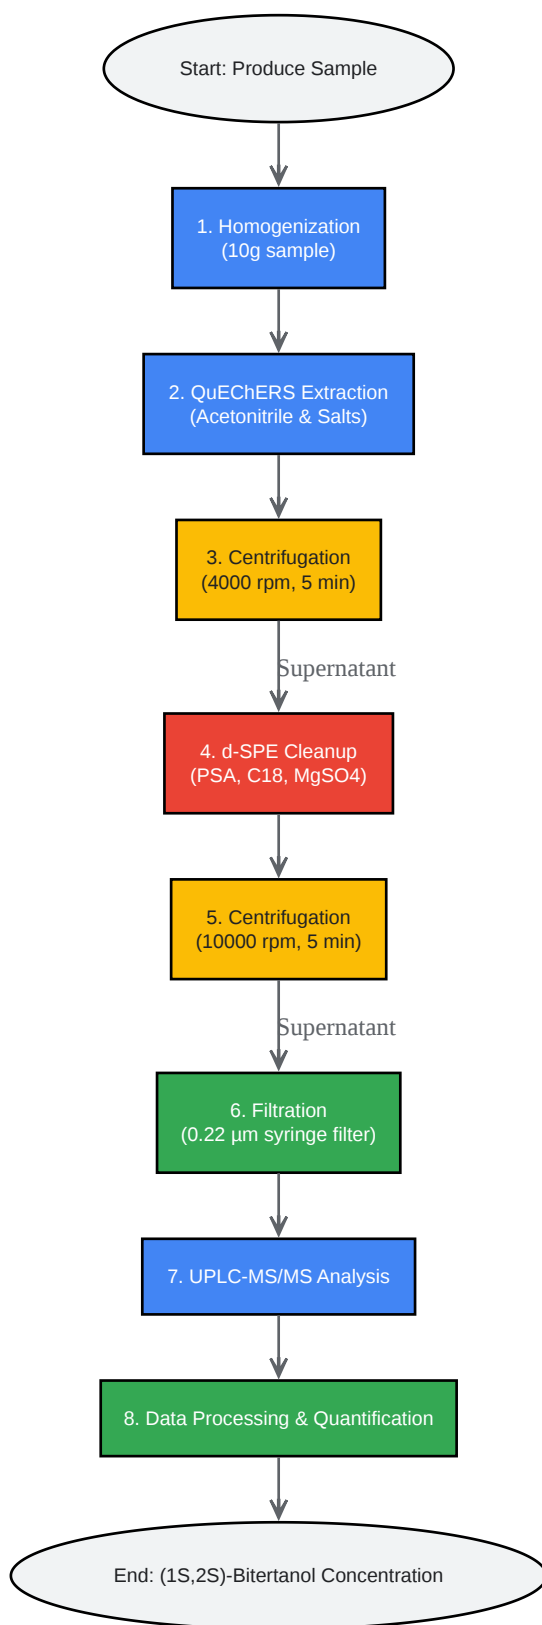 Start: Produce Sample
1. Homogenization
(10g sample)
2. QuEChERS Extraction
(Acetonitrile & Salts)
3. Centrifugation
(4000 rpm, 5 min)
Supernatant
4. d-SPE Cleanup
(PSA, C18, MgSO4)
5. Centrifugation
(10000 rpm, 5 min)
Supernatant
6. Filtration
(0.22 µm syringe filter)
7. UPLC-MS/MS Analysis
8. Data Processing & Quantification
End: (1S,2S)-Bitertanol Concentration